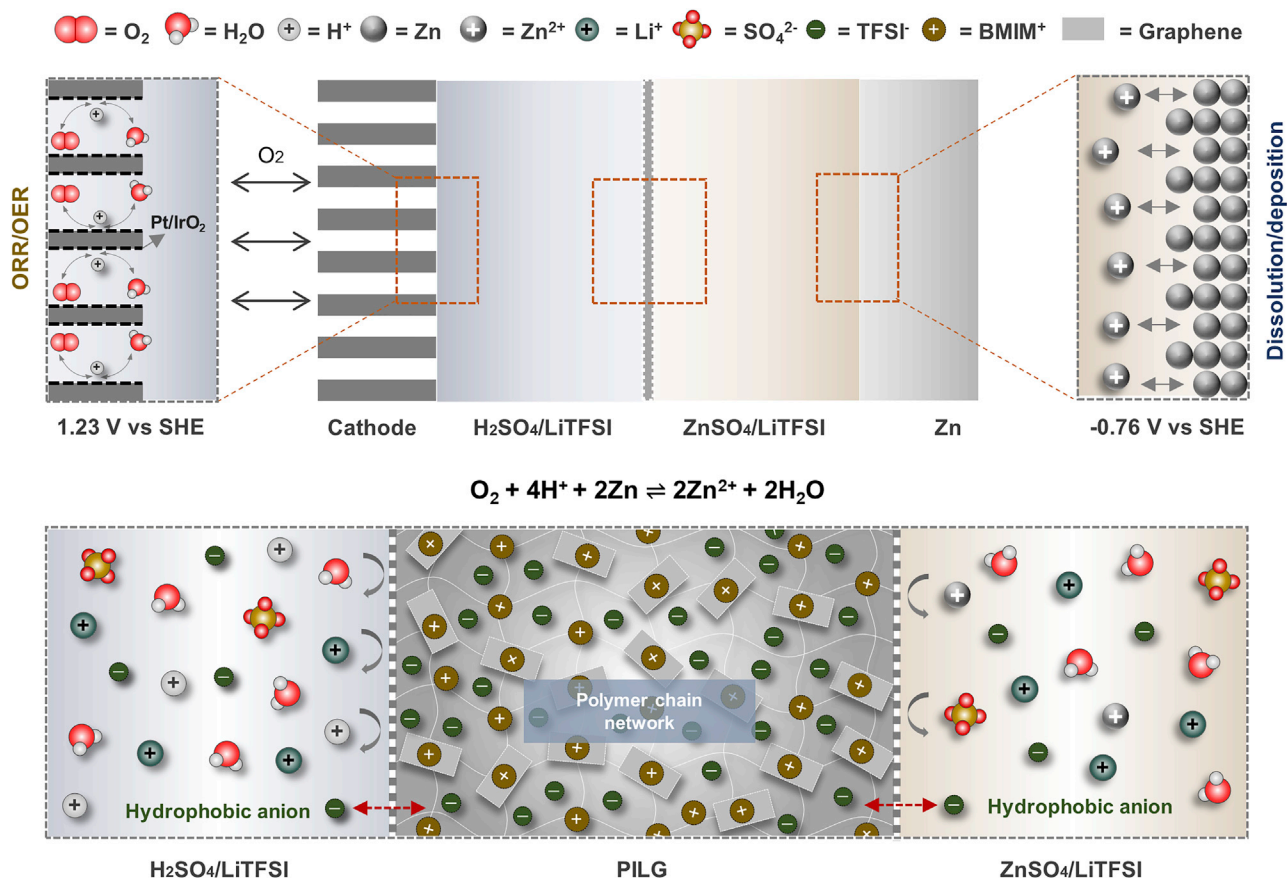 = O₂ = H₂O = H⁺ = Zn = Zn²⁺ = Li⁺ = SO₄²⁻ = TFSI⁻ = BMIM⁺ = Graphene
ORR/OER
Pt/IrO₂
O₂
Dissolution/deposition
1.23 V vs SHE
Cathode
H₂SO₄/LiTFSI
ZnSO₄/LiTFSI
Zn
-0.76 V vs SHE
O₂ + 4H⁺ + 2Zn ⇌ 2Zn²⁺ + 2H₂O
Polymer chain
network
Hydrophobic anion
Hydrophobic anion
H₂SO₄/LiTFSI
PILG
ZnSO₄/LiTFSI